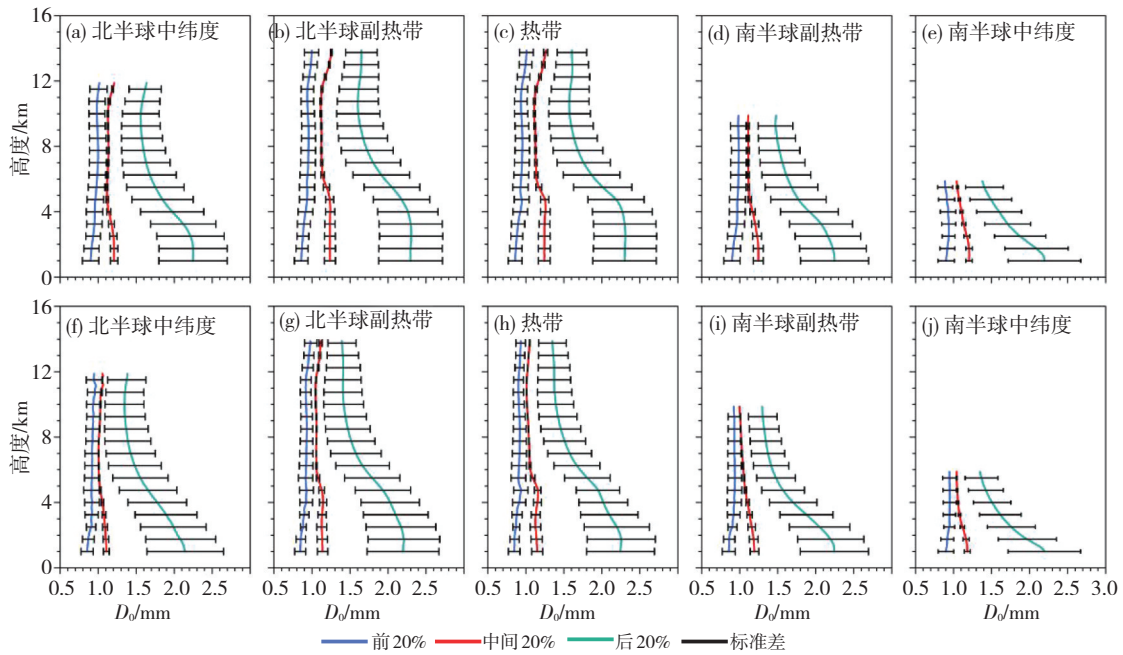 (a) 北半球中纬度
(b) 北半球副热带
(c) 热带
(d) 南半球副热带
(e) 南半球中纬度
16
12
8
4
0
高度/km
(f) 北半球中纬度
(g) 北半球副热带
(h) 热带
(i) 南半球副热带
(j) 南半球中纬度
16
12
8
4
0
高度/km
0.5 1.0 1.5 2.0 2.5 0.5 1.0 1.5 2.0 2.5 0.5 1.0 1.5 2.0 2.5 0.5 1.0 1.5 2.0 2.5 0.5 1.0 1.5 2.0 2.5 3.0
D₀/mm D₀/mm D₀/mm D₀/mm D₀/mm
前20% 中间20% 后20% 标准差